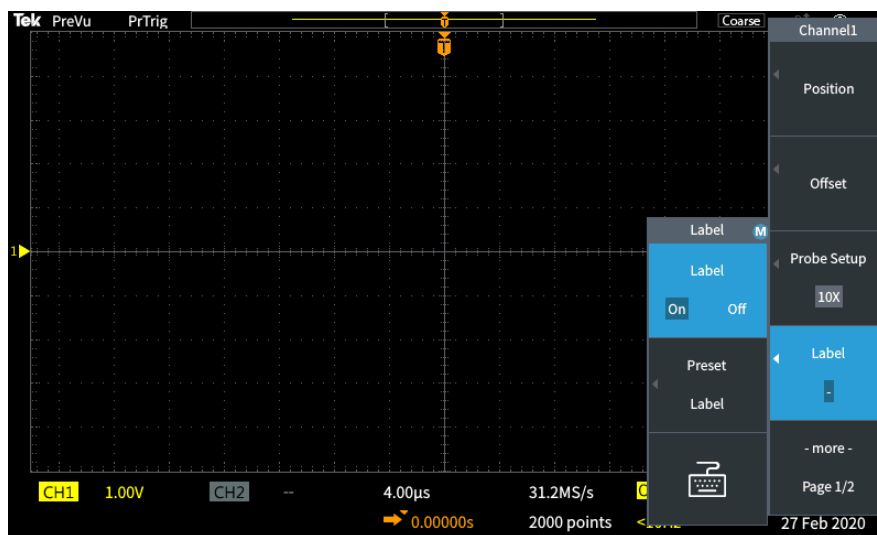 Tek PreVu PrTrig Coarse
T
T
Channel1
Position
Offset
Probe Setup
10X
Label
-
- more -
Page 1/2
Label M
Label
On Off
Preset
Label
1
CH1 1.00V CH2 -- 4.00µs 31.2MS/s
0.00000s 2000 points 27 Feb 2020